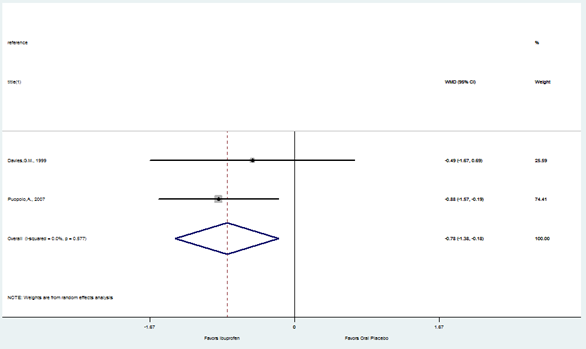 reference %
title(1) WMD (95% CI) Weight
Davies,G.M., 1999 -0.49 (-1.67, 0.69) 25.59
Puopolo,A., 2007 -0.88 (-1.57, -0.19) 74.41
Overall (I-squared = 0.0%, p = 0.577) -0.78 (-1.38, -0.18) 100.00
NOTE: Weights are from random effects analysis
-1.67 0 1.67
Favors Ibuprofen Favors Oral Placebo